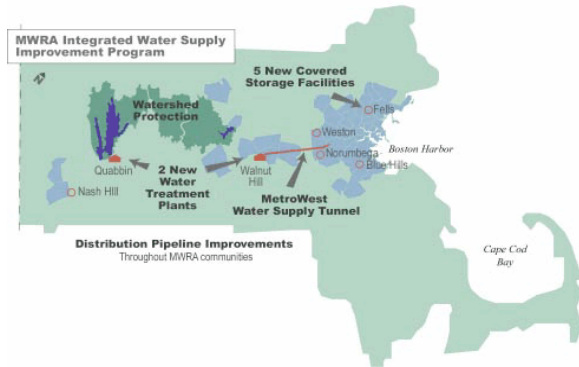 MWRA Integrated Water Supply
Improvement Program
N
5 New Covered
Storage Facilities
Fells
Watershed
Protection
Weston
Boston Harbor
Quabbin
2 New
Water
Treatment
Plants
Walnut
Hill
Norumbega
Blue Hills
Nash Hill
MetroWest
Water Supply Tunnel
Distribution Pipeline Improvements
Throughout MWRA communities
Cape Cod
Bay